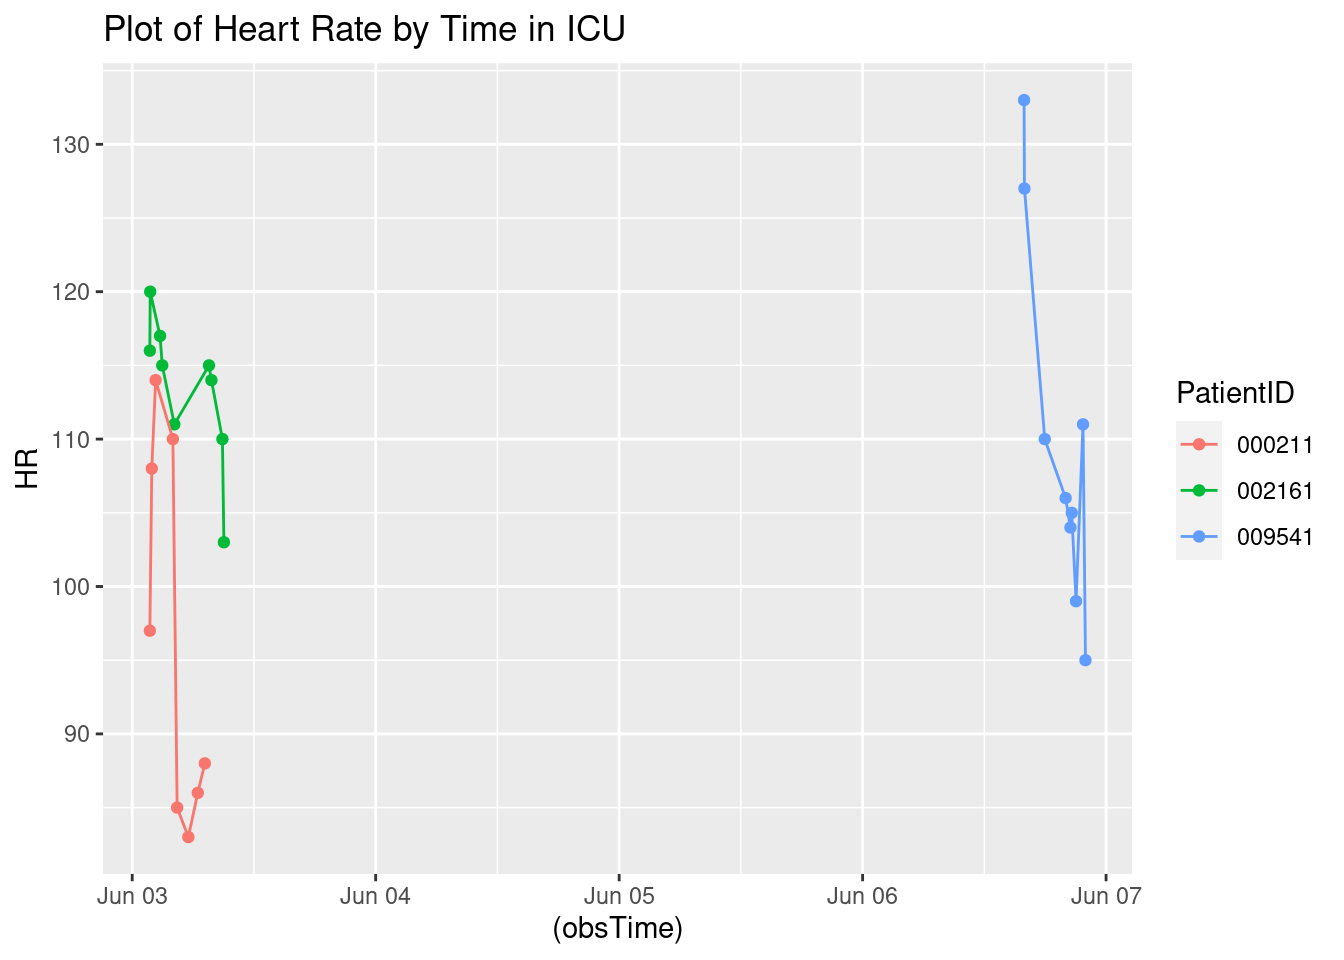 Plot of Heart Rate by Time in ICU
HR
130
120
110
100
90
Jun 03 Jun 04 Jun 05 Jun 06 Jun 07
(obsTime)
PatientID
000211
002161
009541